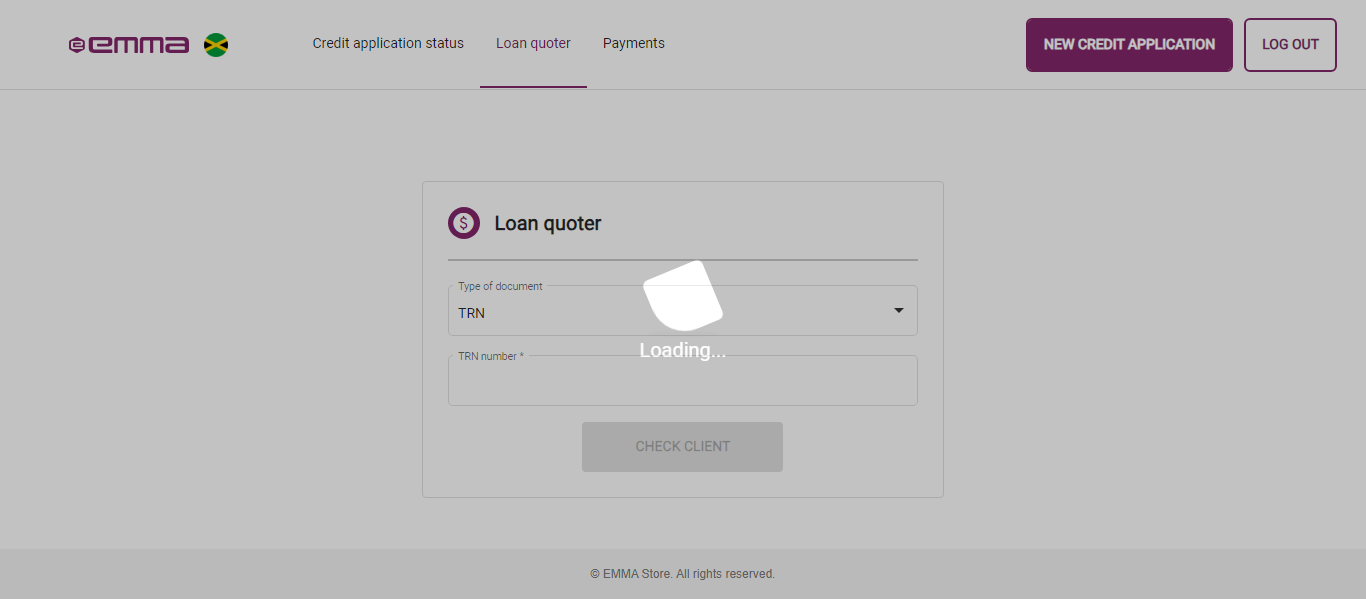 emma
Credit application status
Loan quoter
Payments
NEW CREDIT APPLICATION
LOG OUT
$ Loan quoter
Type of document
TRN
Loading...
TRN number *
CHECK CLIENT
© EMMA Store. All rights reserved.